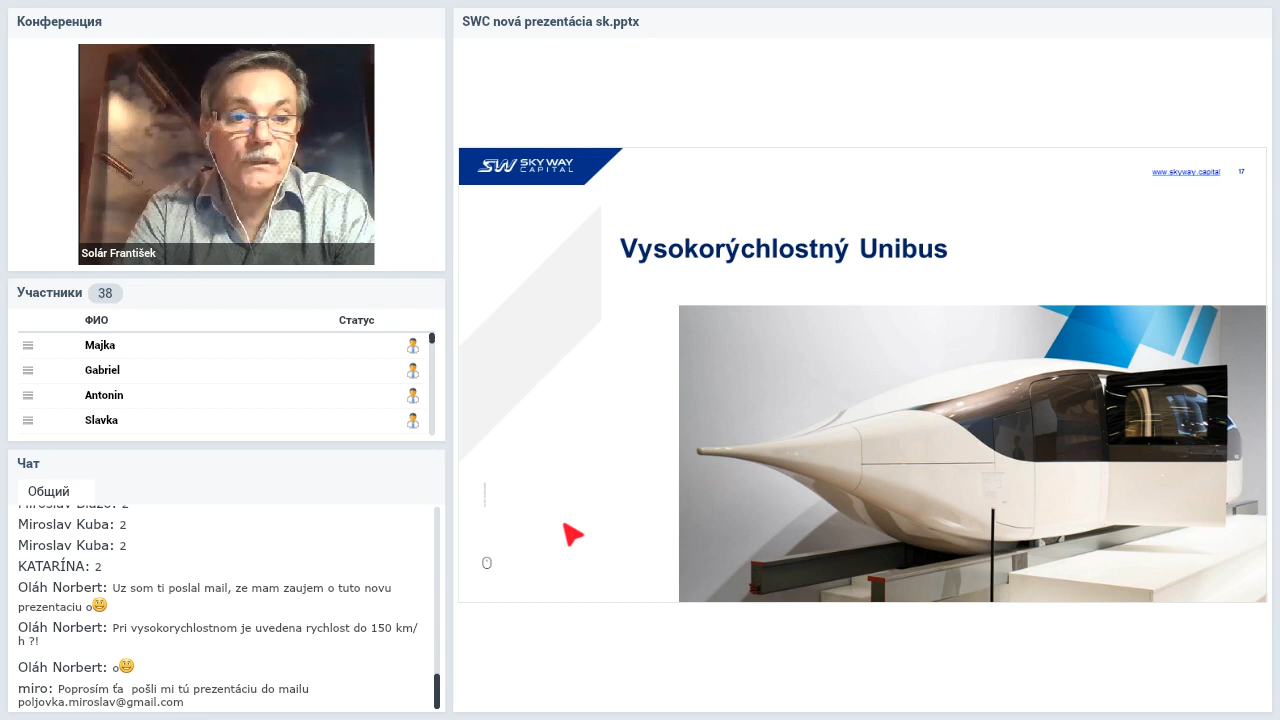 Конференция
Solár František
Участники 38
ФИО Статус
Majka
Gabriel
Antonin
Slavka
Чат
Общий
Miroslav Kuba: 2
Miroslav Kuba: 2
KATARÍNA: 2
Oláh Norbert: Uz som ti poslal mail, ze mam zaujem o tuto novu
prezentaciu o
Oláh Norbert: Pri vysokorychlostnom je uvedena rychlost do 150 km/
h ?!
Oláh Norbert: o
miro: Poprosím ťa pošli mi tú prezentáciu do mailu
poljovka.miroslav@gmail.com
SWC nová prezentácia sk.pptx
SW SKY WAY
CAPITAL
www.skyway.capital 17
Vysokorýchlostný Unibus